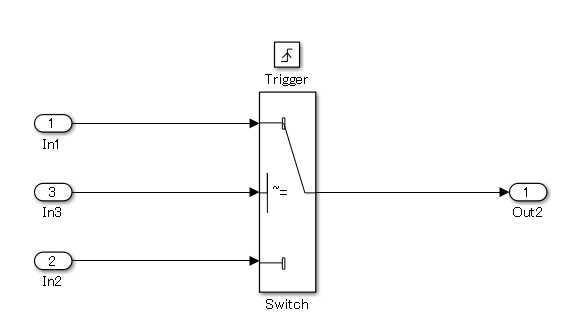 Trigger
1
In1
3
In3
~=
1
Out2
2
In2
Switch